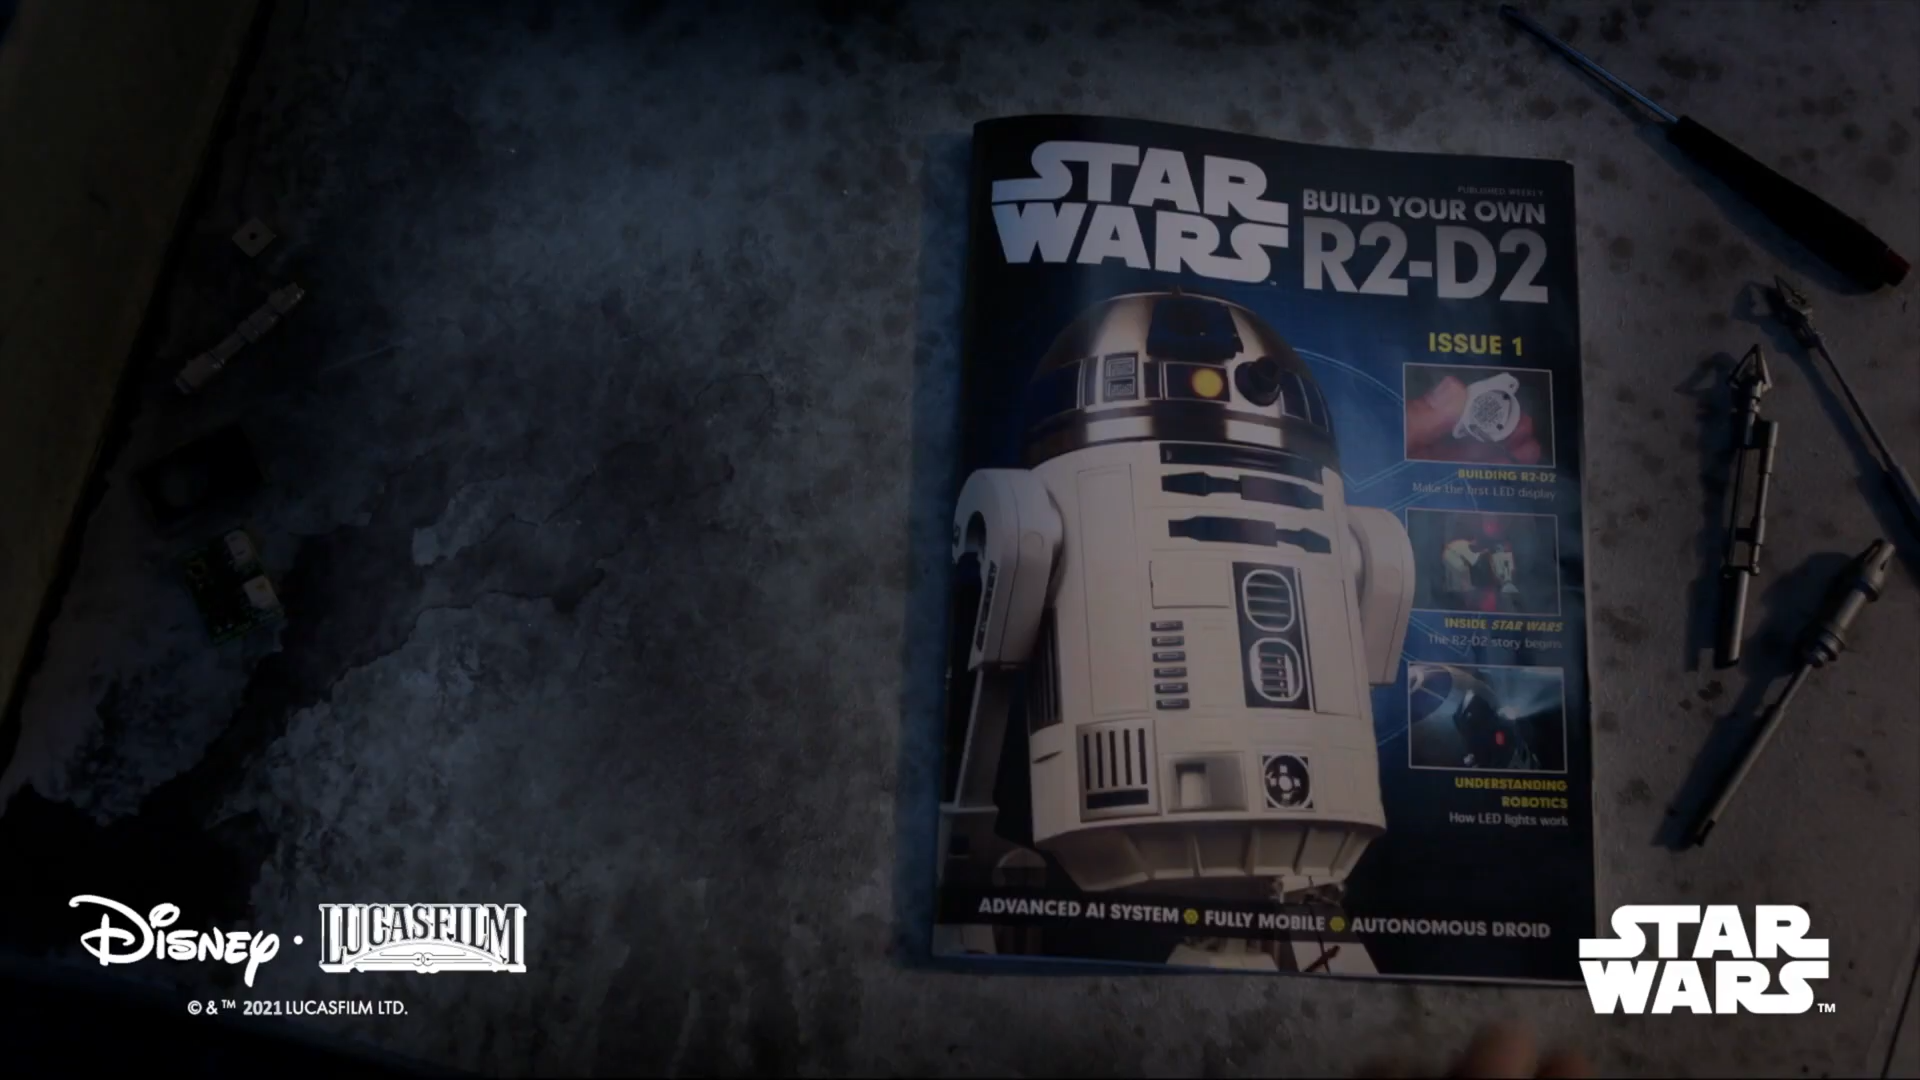 STAR
WARS
PUBLISHED WEEKLY
BUILD YOUR OWN
R2-D2
ISSUE 1
BUILDING R2-D2
Make the first LED display
INSIDE STAR WARS
The R2-D2 story begins
UNDERSTANDING
ROBOTICS
How LED lights work
ADVANCED AI SYSTEM FULLY MOBILE AUTONOMOUS DROID
Disney · LUCASFILM
© & ™ 2021 LUCASFILM LTD.
STAR
WARS™